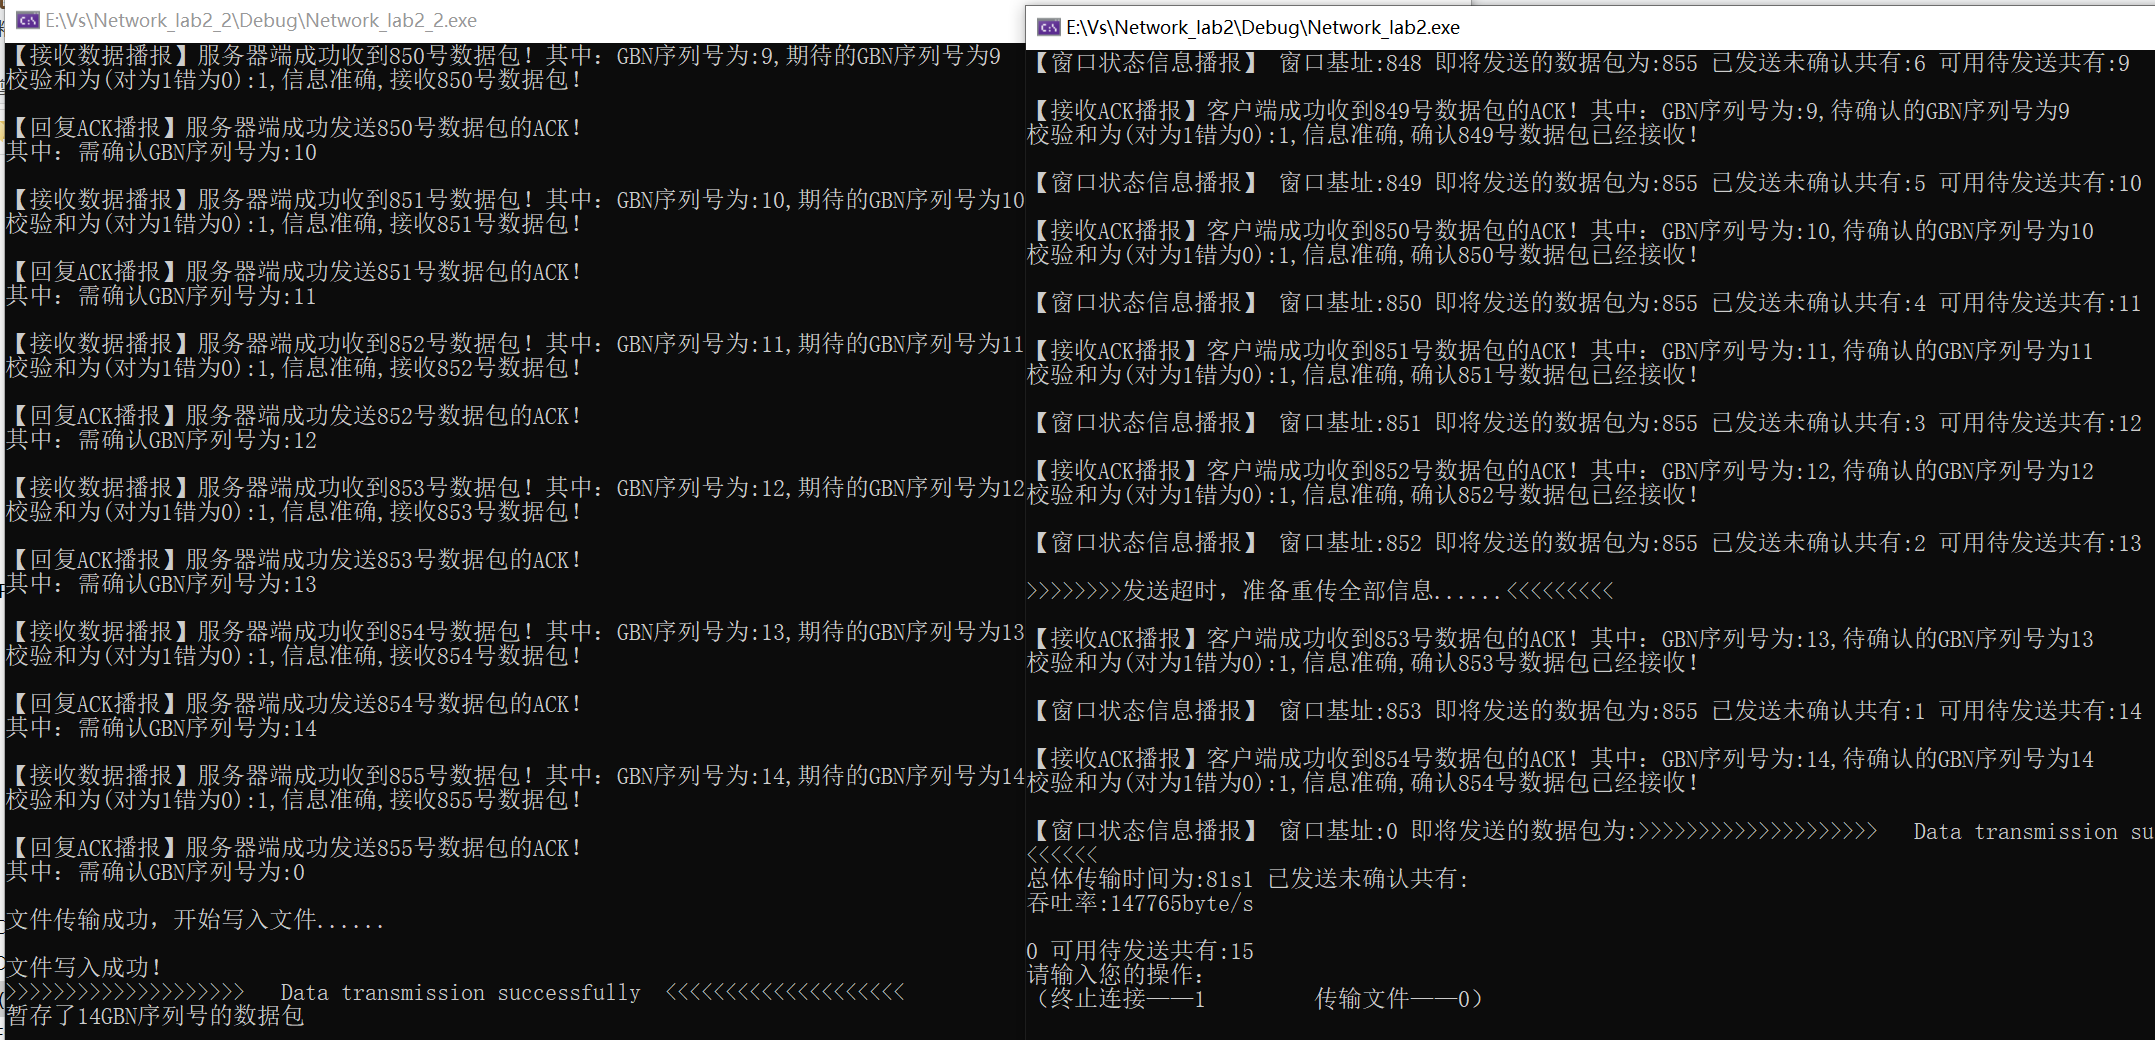 E:\Vs\Network_lab2_2\Debug\Network_lab2_2.exe
【接收数据播报】服务器端成功收到850号数据包！其中：GBN序列号为:9,期待的GBN序列号为9
校验和为(对为1错为0):1,信息准确,接收850号数据包！
【回复ACK播报】服务器端成功发送850号数据包的ACK！
其中：需确认GBN序列号为:10
【接收数据播报】服务器端成功收到851号数据包！其中：GBN序列号为:10,期待的GBN序列号为10
校验和为(对为1错为0):1,信息准确,接收851号数据包！
【回复ACK播报】服务器端成功发送851号数据包的ACK！
其中：需确认GBN序列号为:11
【接收数据播报】服务器端成功收到852号数据包！其中：GBN序列号为:11,期待的GBN序列号为11
校验和为(对为1错为0):1,信息准确,接收852号数据包！
【回复ACK播报】服务器端成功发送852号数据包的ACK！
其中：需确认GBN序列号为:12
【接收数据播报】服务器端成功收到853号数据包！其中：GBN序列号为:12,期待的GBN序列号为12
校验和为(对为1错为0):1,信息准确,接收853号数据包！
【回复ACK播报】服务器端成功发送853号数据包的ACK！
其中：需确认GBN序列号为:13
【接收数据播报】服务器端成功收到854号数据包！其中：GBN序列号为:13,期待的GBN序列号为13
校验和为(对为1错为0):1,信息准确,接收854号数据包！
【回复ACK播报】服务器端成功发送854号数据包的ACK！
其中：需确认GBN序列号为:14
【接收数据播报】服务器端成功收到855号数据包！其中：GBN序列号为:14,期待的GBN序列号为14
校验和为(对为1错为0):1,信息准确,接收855号数据包！
【回复ACK播报】服务器端成功发送855号数据包的ACK！
其中：需确认GBN序列号为:0
文件传输成功，开始写入文件......
文件写入成功！
>>>>>>>>>>>>>>>>>>>> Data transmission successfully <<<<<<<<<<<<<<<<<<<<
暂存了14GBN序列号的数据包
E:\Vs\Network_lab2\Debug\Network_lab2.exe
【窗口状态信息播报】 窗口基址:848 即将发送的数据包为:855 已发送未确认共有:6 可用待发送共有:9
【接收ACK播报】客户端成功收到849号数据包的ACK！其中：GBN序列号为:9,待确认的GBN序列号为9
校验和为(对为1错为0):1,信息准确,确认849号数据包已经接收！
【窗口状态信息播报】 窗口基址:849 即将发送的数据包为:855 已发送未确认共有:5 可用待发送共有:10
【接收ACK播报】客户端成功收到850号数据包的ACK！其中：GBN序列号为:10,待确认的GBN序列号为10
校验和为(对为1错为0):1,信息准确,确认850号数据包已经接收！
【窗口状态信息播报】 窗口基址:850 即将发送的数据包为:855 已发送未确认共有:4 可用待发送共有:11
【接收ACK播报】客户端成功收到851号数据包的ACK！其中：GBN序列号为:11,待确认的GBN序列号为11
校验和为(对为1错为0):1,信息准确,确认851号数据包已经接收！
【窗口状态信息播报】 窗口基址:851 即将发送的数据包为:855 已发送未确认共有:3 可用待发送共有:12
【接收ACK播报】客户端成功收到852号数据包的ACK！其中：GBN序列号为:12,待确认的GBN序列号为12
校验和为(对为1错为0):1,信息准确,确认852号数据包已经接收！
【窗口状态信息播报】 窗口基址:852 即将发送的数据包为:855 已发送未确认共有:2 可用待发送共有:13
>>>>>>>>发送超时，准备重传全部信息......<<<<<<<<<
【接收ACK播报】客户端成功收到853号数据包的ACK！其中：GBN序列号为:13,待确认的GBN序列号为13
校验和为(对为1错为0):1,信息准确,确认853号数据包已经接收！
【窗口状态信息播报】 窗口基址:853 即将发送的数据包为:855 已发送未确认共有:1 可用待发送共有:14
【接收ACK播报】客户端成功收到854号数据包的ACK！其中：GBN序列号为:14,待确认的GBN序列号为14
校验和为(对为1错为0):1,信息准确,确认854号数据包已经接收！
【窗口状态信息播报】 窗口基址:0 即将发送的数据包为:>>>>>>>>>>>>>>>>>>>> Data transmission su
<<<<<<
总体传输时间为:81s1 已发送未确认共有:
吞吐率:147765byte/s
0 可用待发送共有:15
请输入您的操作：
（终止连接——1 传输文件——0）